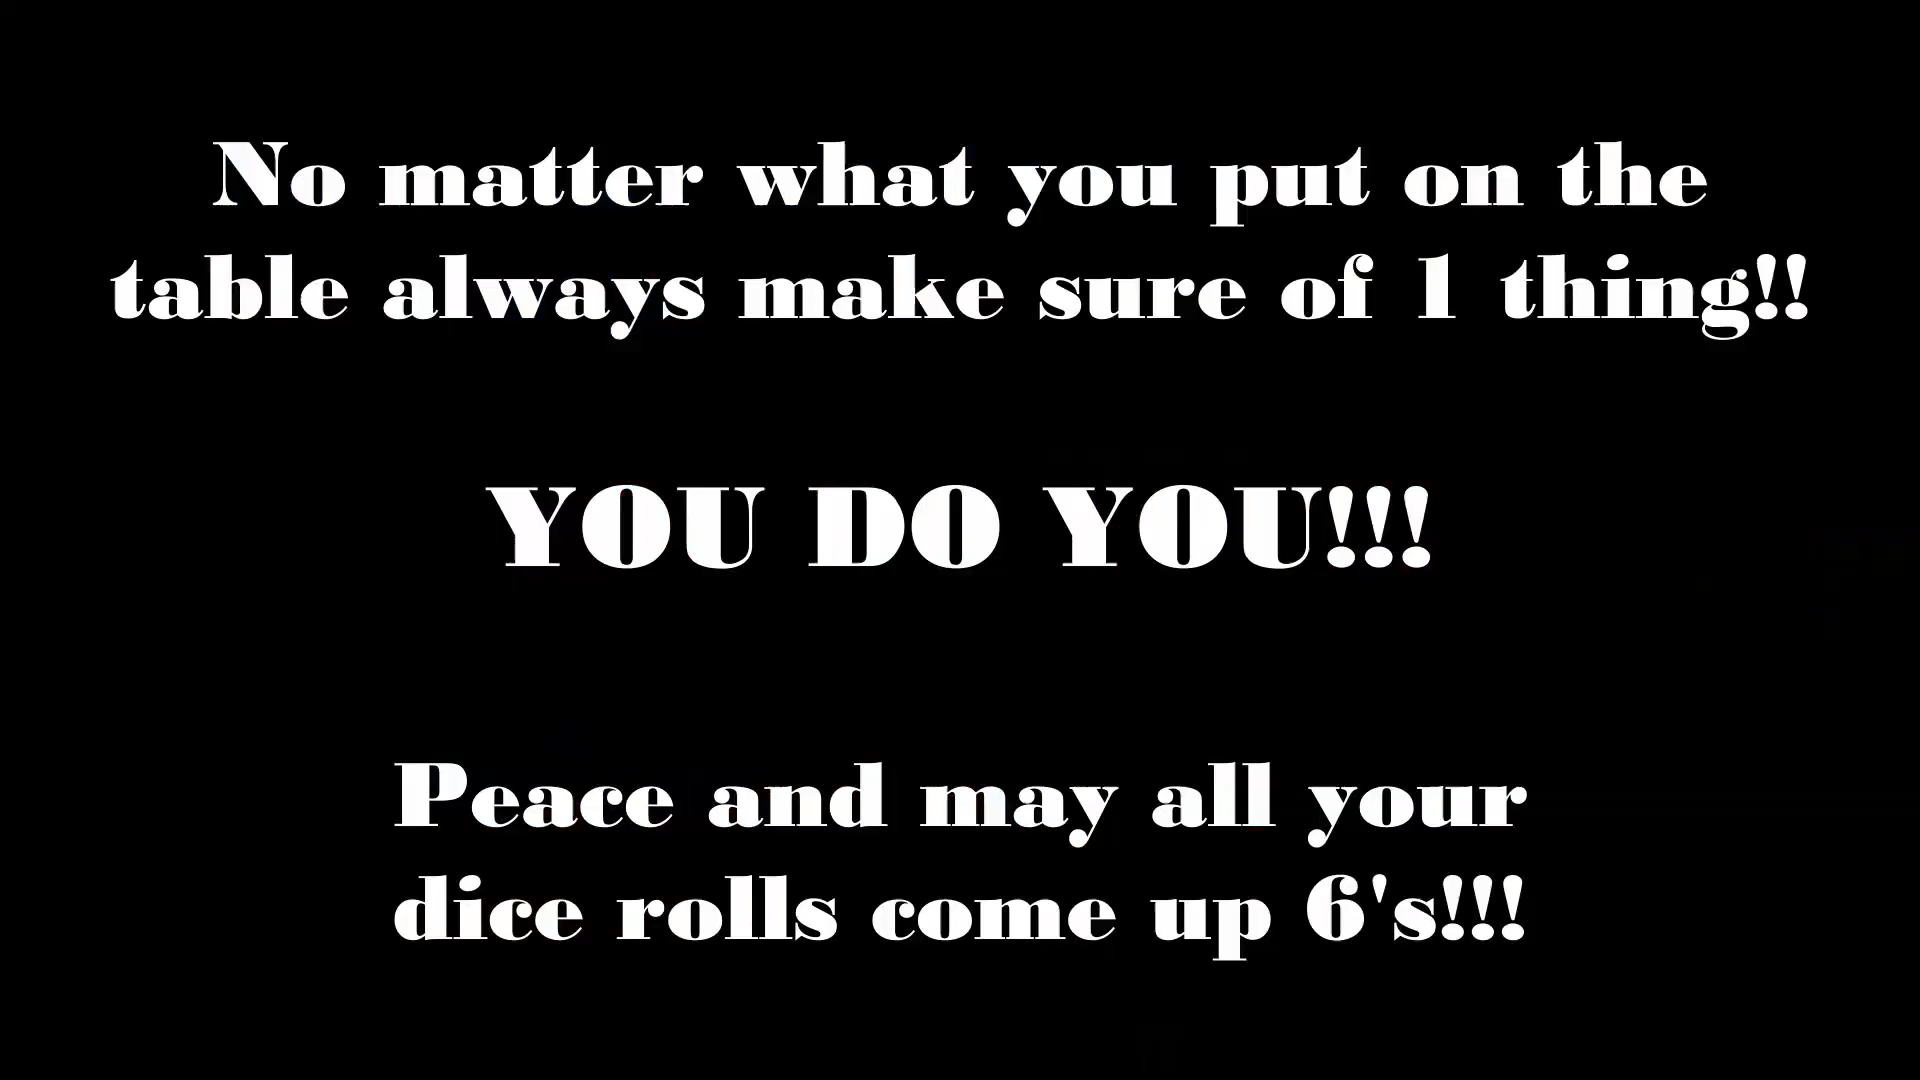 No matter what you put on the
table always make sure of 1 thing!!
YOU DO YOU!!!
Peace and may all your
dice rolls come up 6's!!!